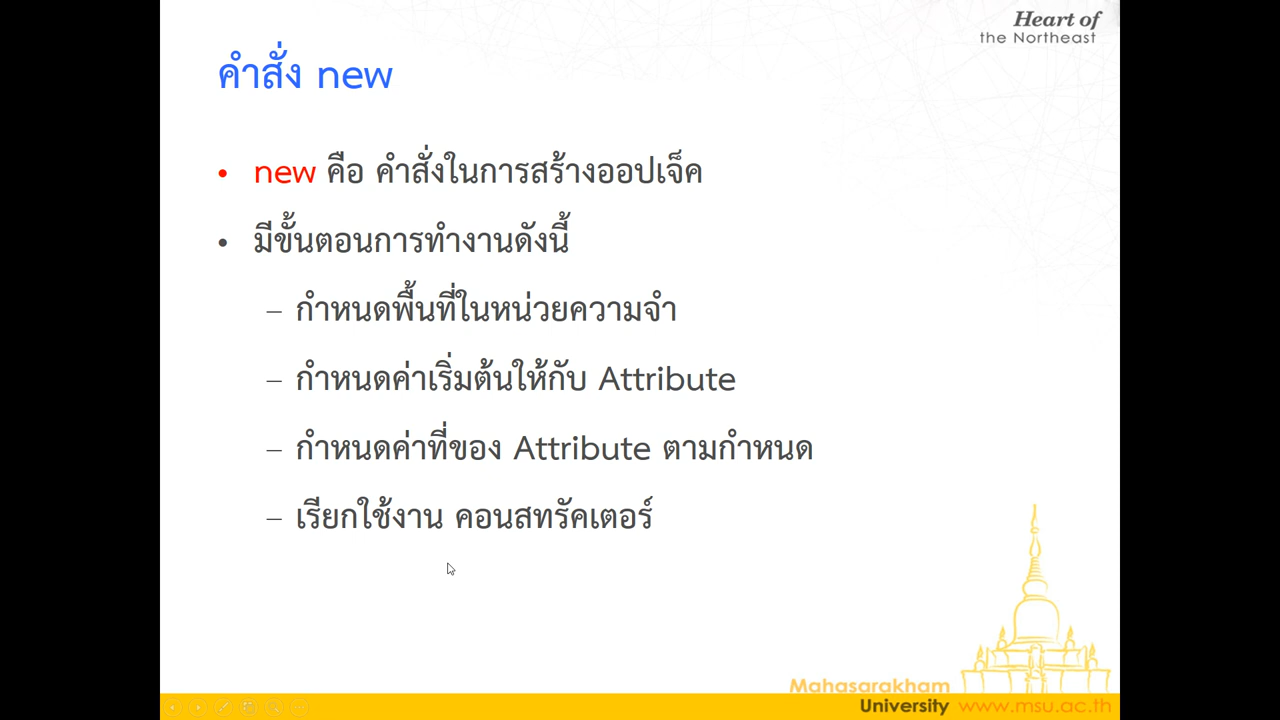 Heart of
the Northeast
คำสั่ง new
• new คือ คำสั่งในการสร้างออปเจ็ค
• มีขั้นตอนการทำงานดังนี้
– กำหนดพื้นที่ในหน่วยความจำ
– กำหนดค่าเริ่มต้นให้กับ Attribute
– กำหนดค่าที่ของ Attribute ตามกำหนด
– เรียกใช้งาน คอนสทรัคเตอร์
Mahasarakham
University www.msu.ac.th